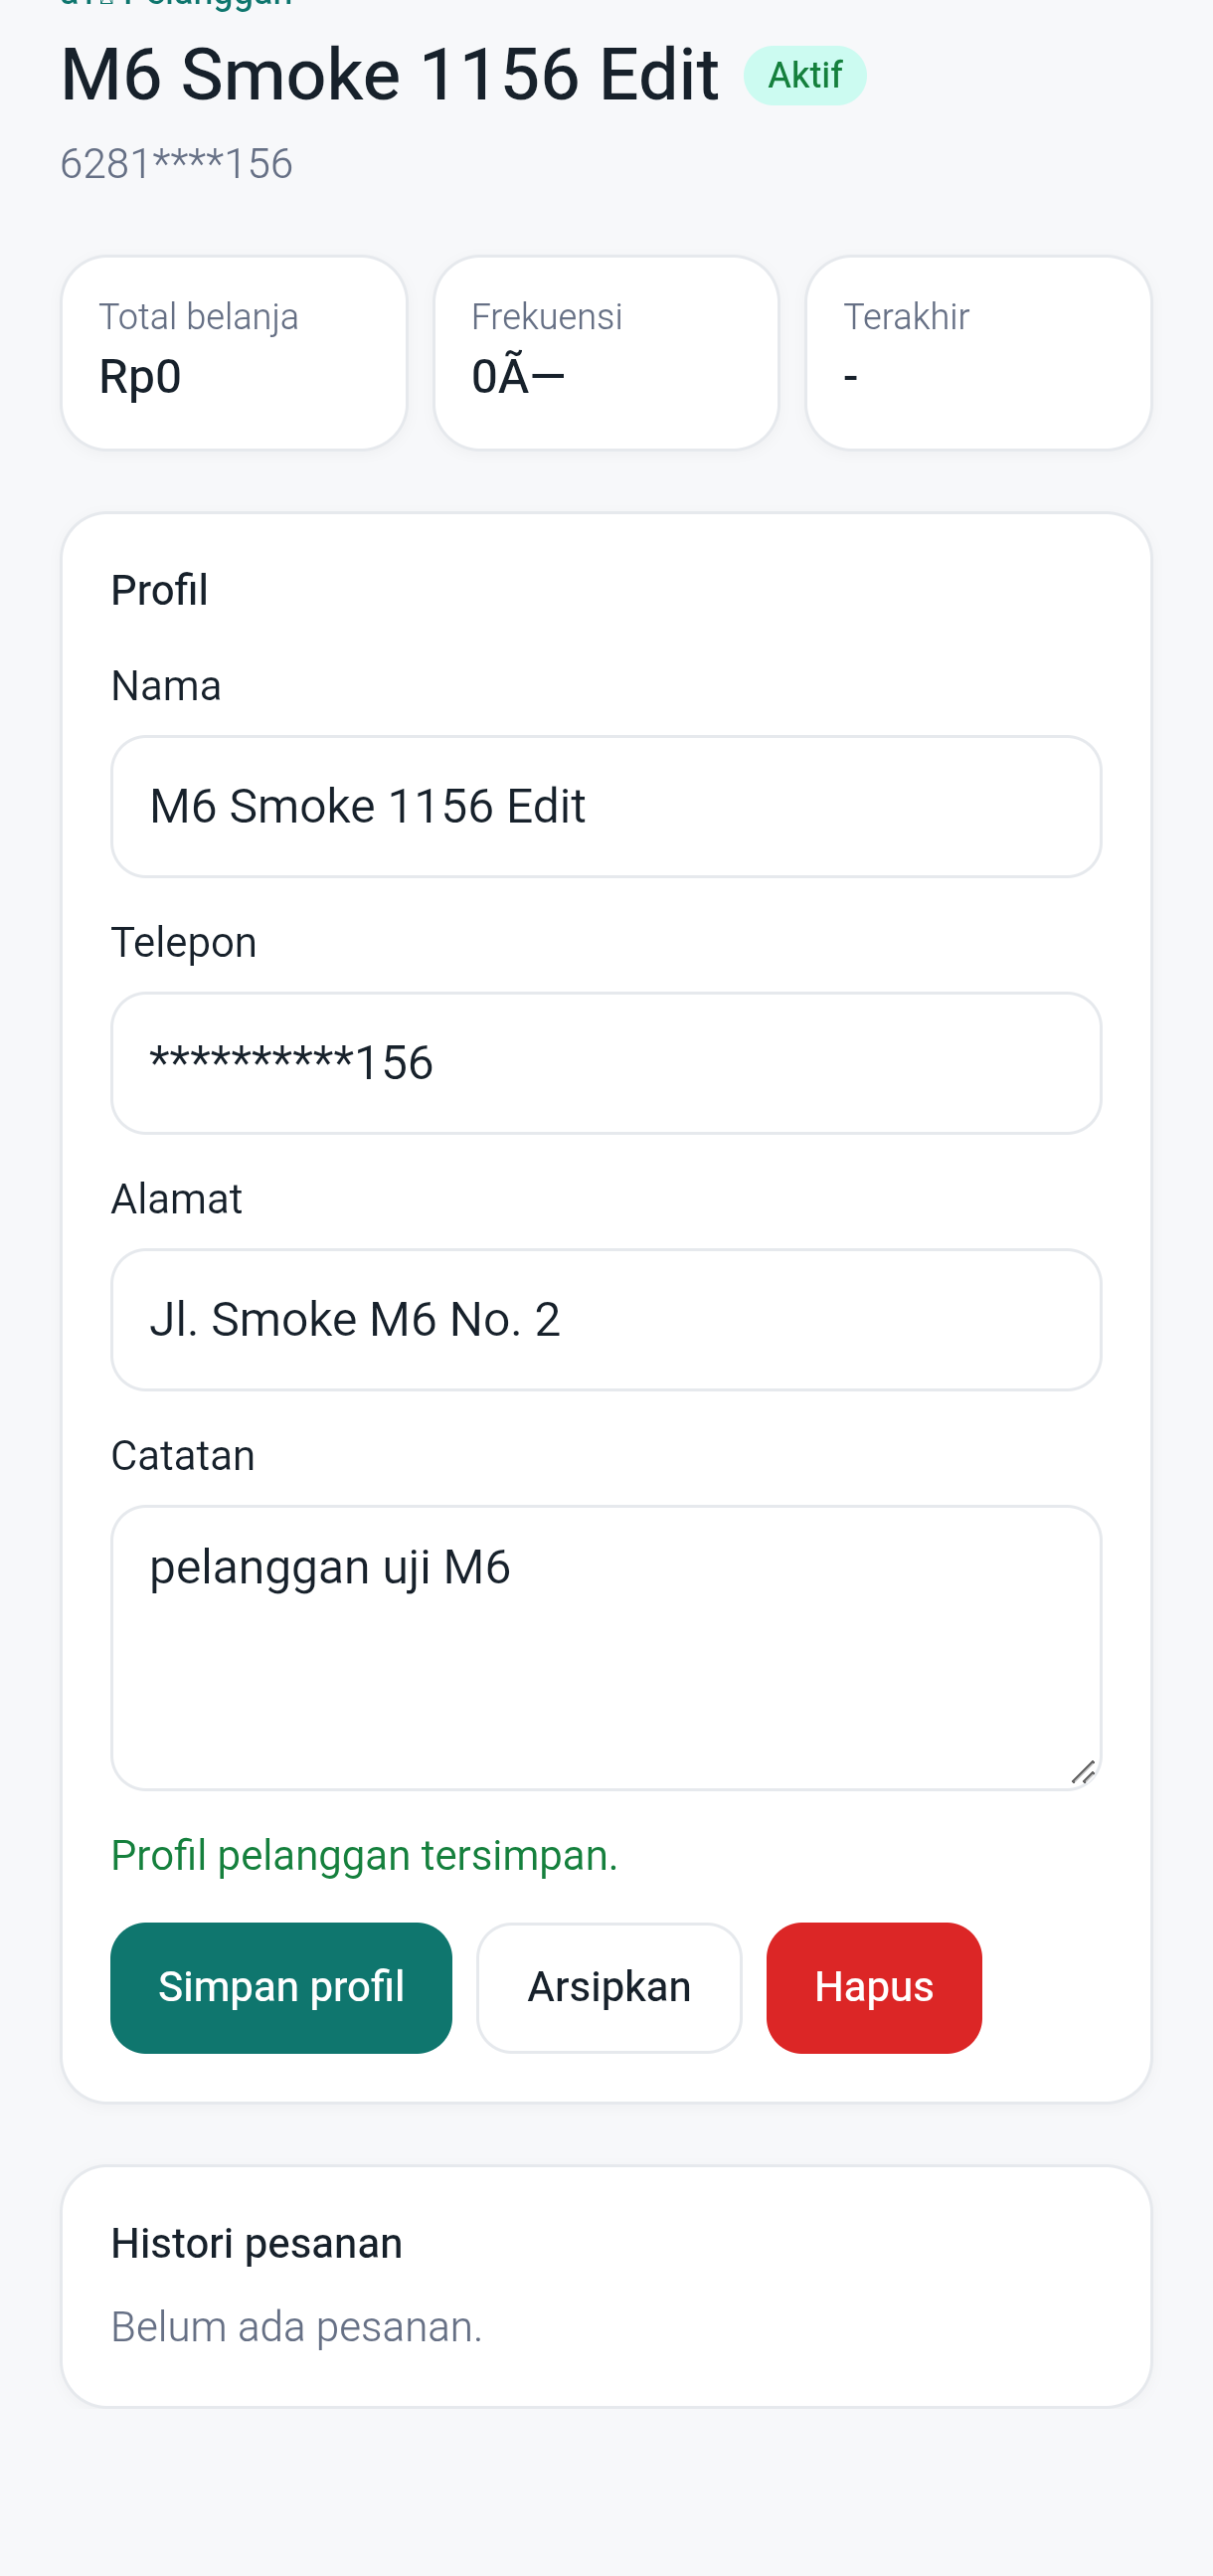 Pelanggan
M6 Smoke 1156 Edit
Aktif
6281****156
Total belanja
Rp0
Frekuensi
0Ã—
Terakhir
-
Profil
Nama
M6 Smoke 1156 Edit
Telepon
**********156
Alamat
Jl. Smoke M6 No. 2
Catatan
pelanggan uji M6
Profil pelanggan tersimpan.
Simpan profil
Arsipkan
Hapus
Histori pesanan
Belum ada pesanan.